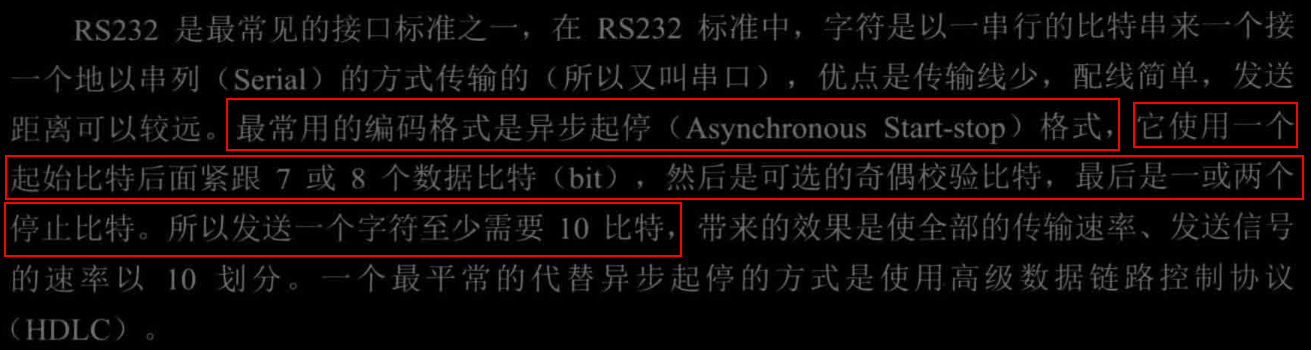 RS232 是最常见的接口标准之一，在 RS232 标准中，字符是以一串行的比特串来一个接
一个地以串列（Serial）的方式传输的（所以又叫串口），优点是传输线少，配线简单，发送
距离可以较远。最常用的编码格式是异步起停（Asynchronous Start-stop）格式，它使用一个
起始比特后面紧跟 7 或 8 个数据比特（bit），然后是可选的奇偶校验比特，最后是一或两个
停止比特。所以发送一个字符至少需要 10 比特，带来的效果是使全部的传输速率、发送信号
的速率以 10 划分。一个最平常的代替异步起停的方式是使用高级数据链路控制协议
（HDLC）。